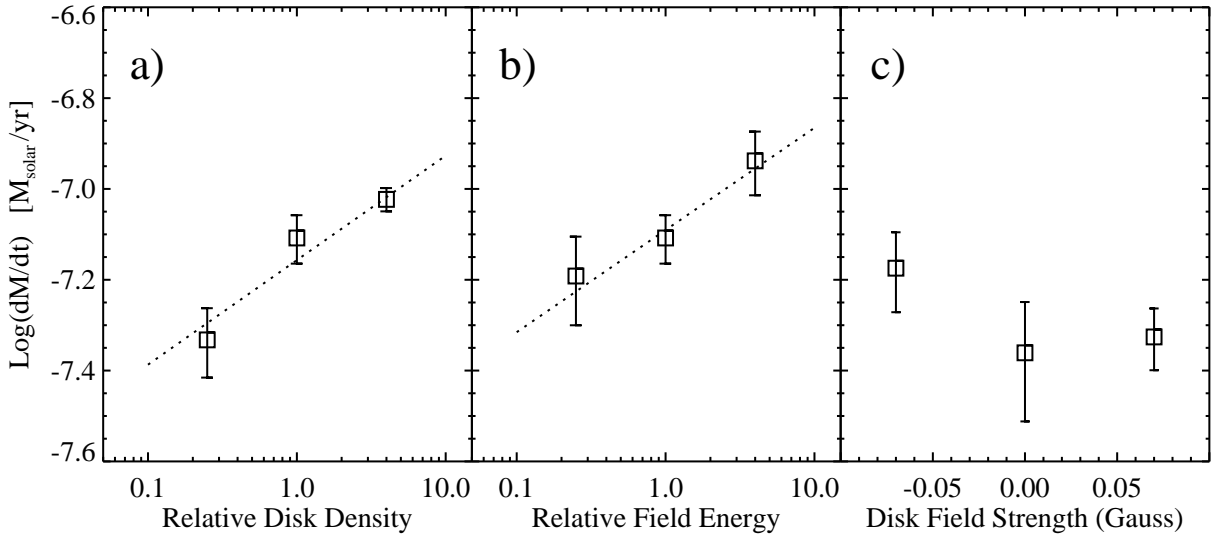 a) b) c)
Log(dM/dt) [M_solar/yr]
-6.6
-6.8
-7.0
-7.2
-7.4
-7.6
0.1 1.0 10.0 0.1 1.0 10.0 -0.05 0.00 0.05
Relative Disk Density Relative Field Energy Disk Field Strength (Gauss)